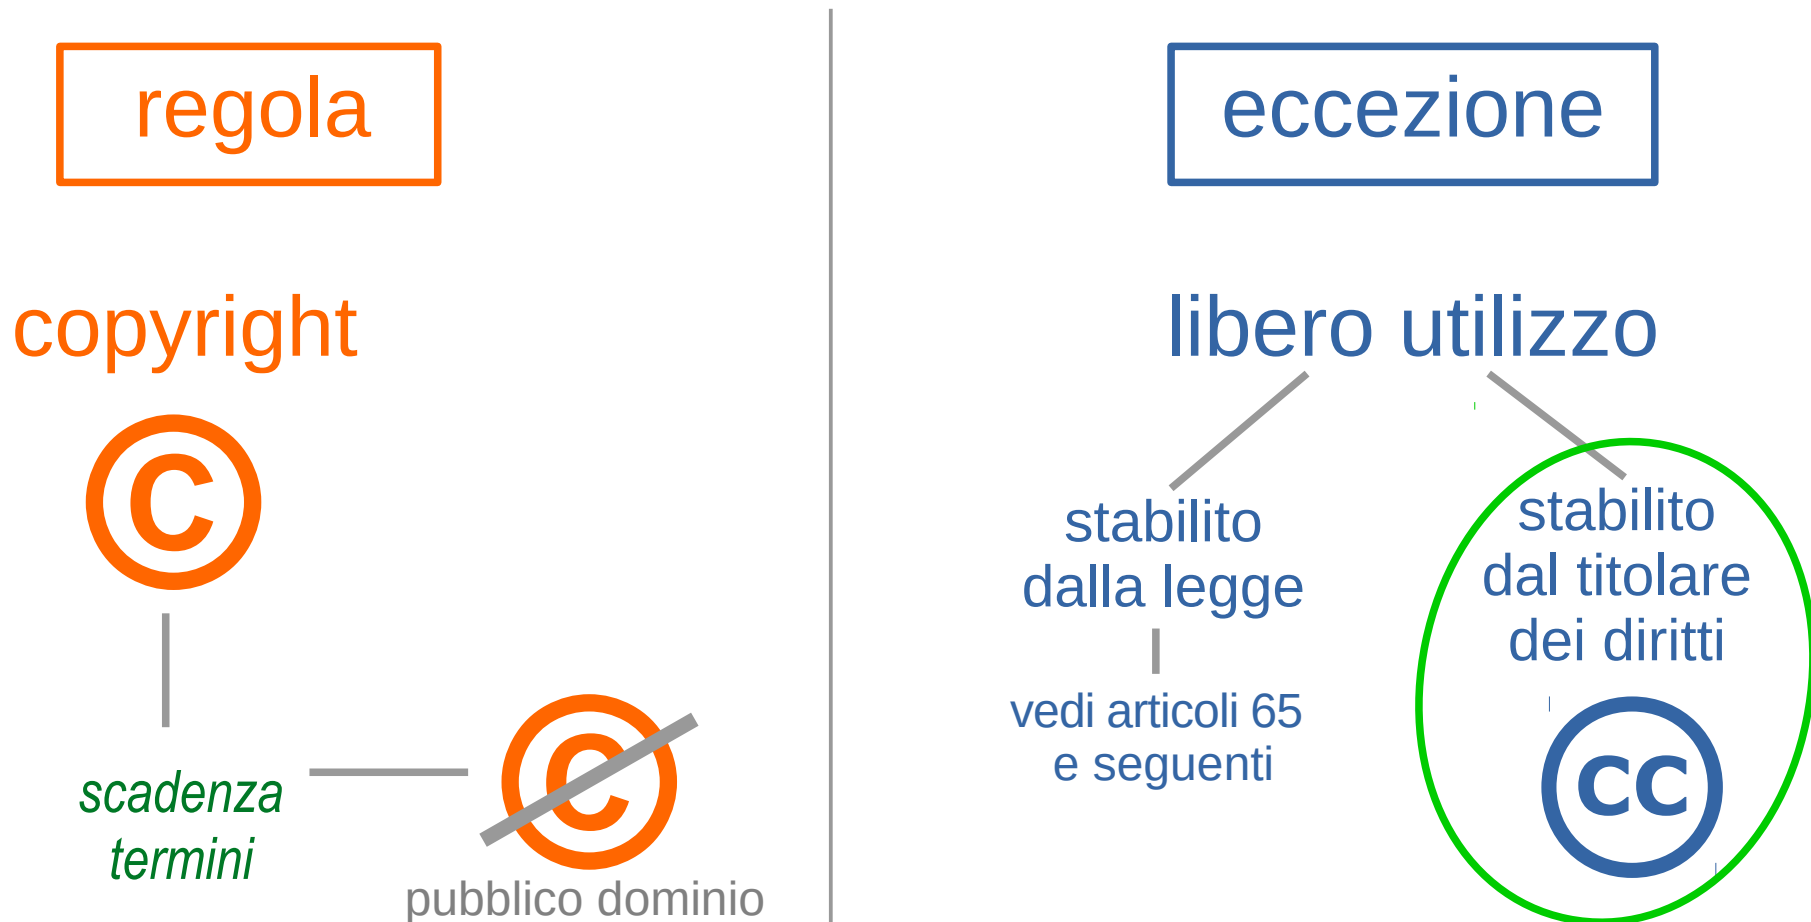 regola
copyright
©
scadenza
termini
©
pubblico dominio
eccezione
libero utilizzo
stabilito
dalla legge
vedi articoli 65
e seguenti
stabilito
dal titolare
dei diritti
cc